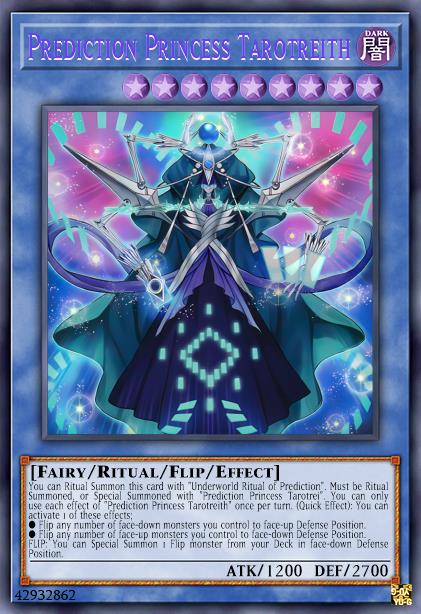 Prediction Princess Tarotreith
DARK
闇
[Fairy/Ritual/Flip/Effect]
You can Ritual Summon this card with "Underworld Ritual of Prediction". Must be Ritual
Summoned, or Special Summoned with "Prediction Princess Tarotrei". You can only
use each effect of "Prediction Princess Tarotreith" once per turn. (Quick Effect): You can
activate 1 of these effects;
● Flip any number of face-down monsters you control to face-up Defense Position.
● Flip any number of face-up monsters you control to face-down Defense Position.
FLIP: You can Special Summon 1 Flip monster from your Deck in face-down Defense
Position.
ATK/1200 DEF/2700
42932862